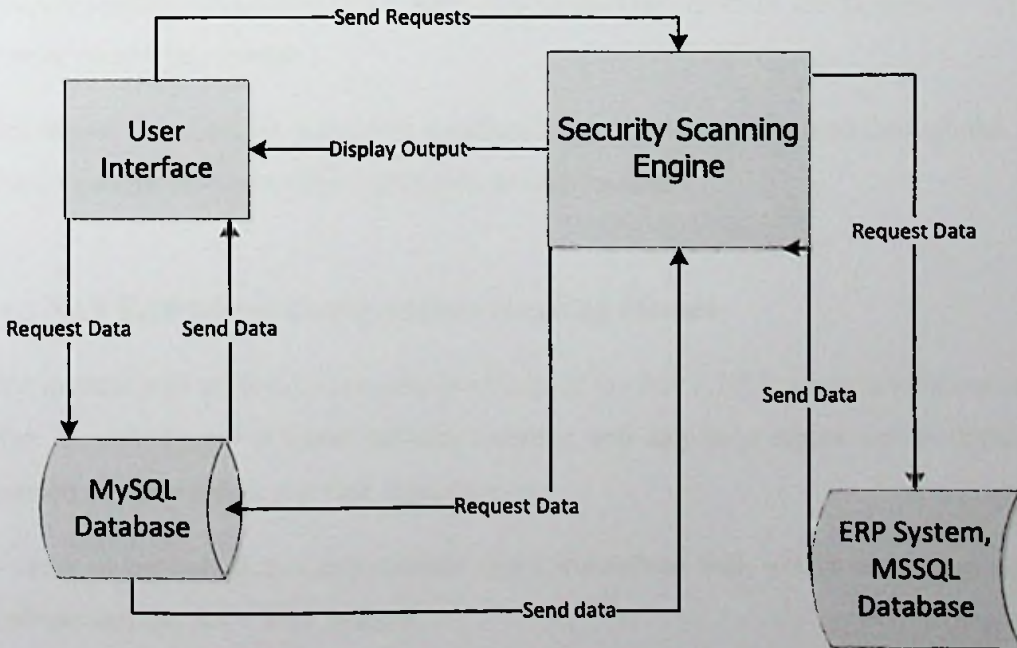 Send Requests
User
Interface
Security Scanning
Engine
Display Output
Request Data
Request Data
Send Data
Send Data
MySQL
Database
Request Data
ERP System,
MSSQL
Database
Send data